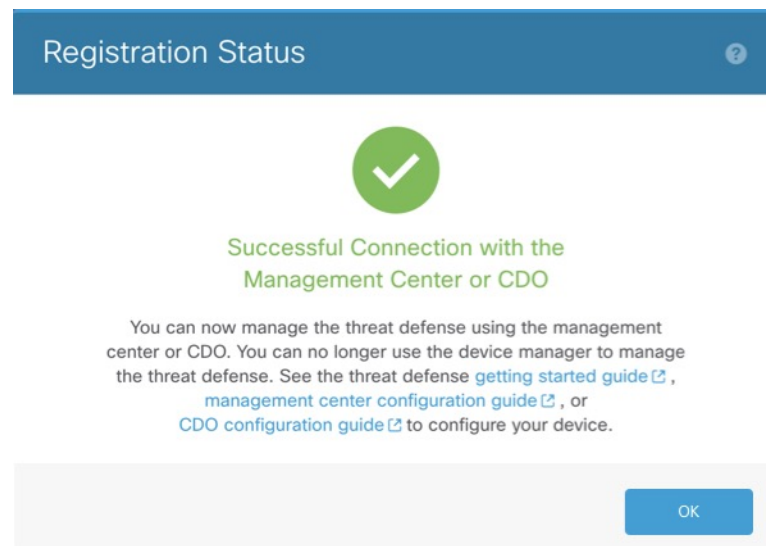 Registration Status
?
Successful Connection with the
Management Center or CDO
You can now manage the threat defense using the management
center or CDO. You can no longer use the device manager to manage
the threat defense. See the threat defense getting started guide ,
management center configuration guide , or
CDO configuration guide to configure your device.
OK